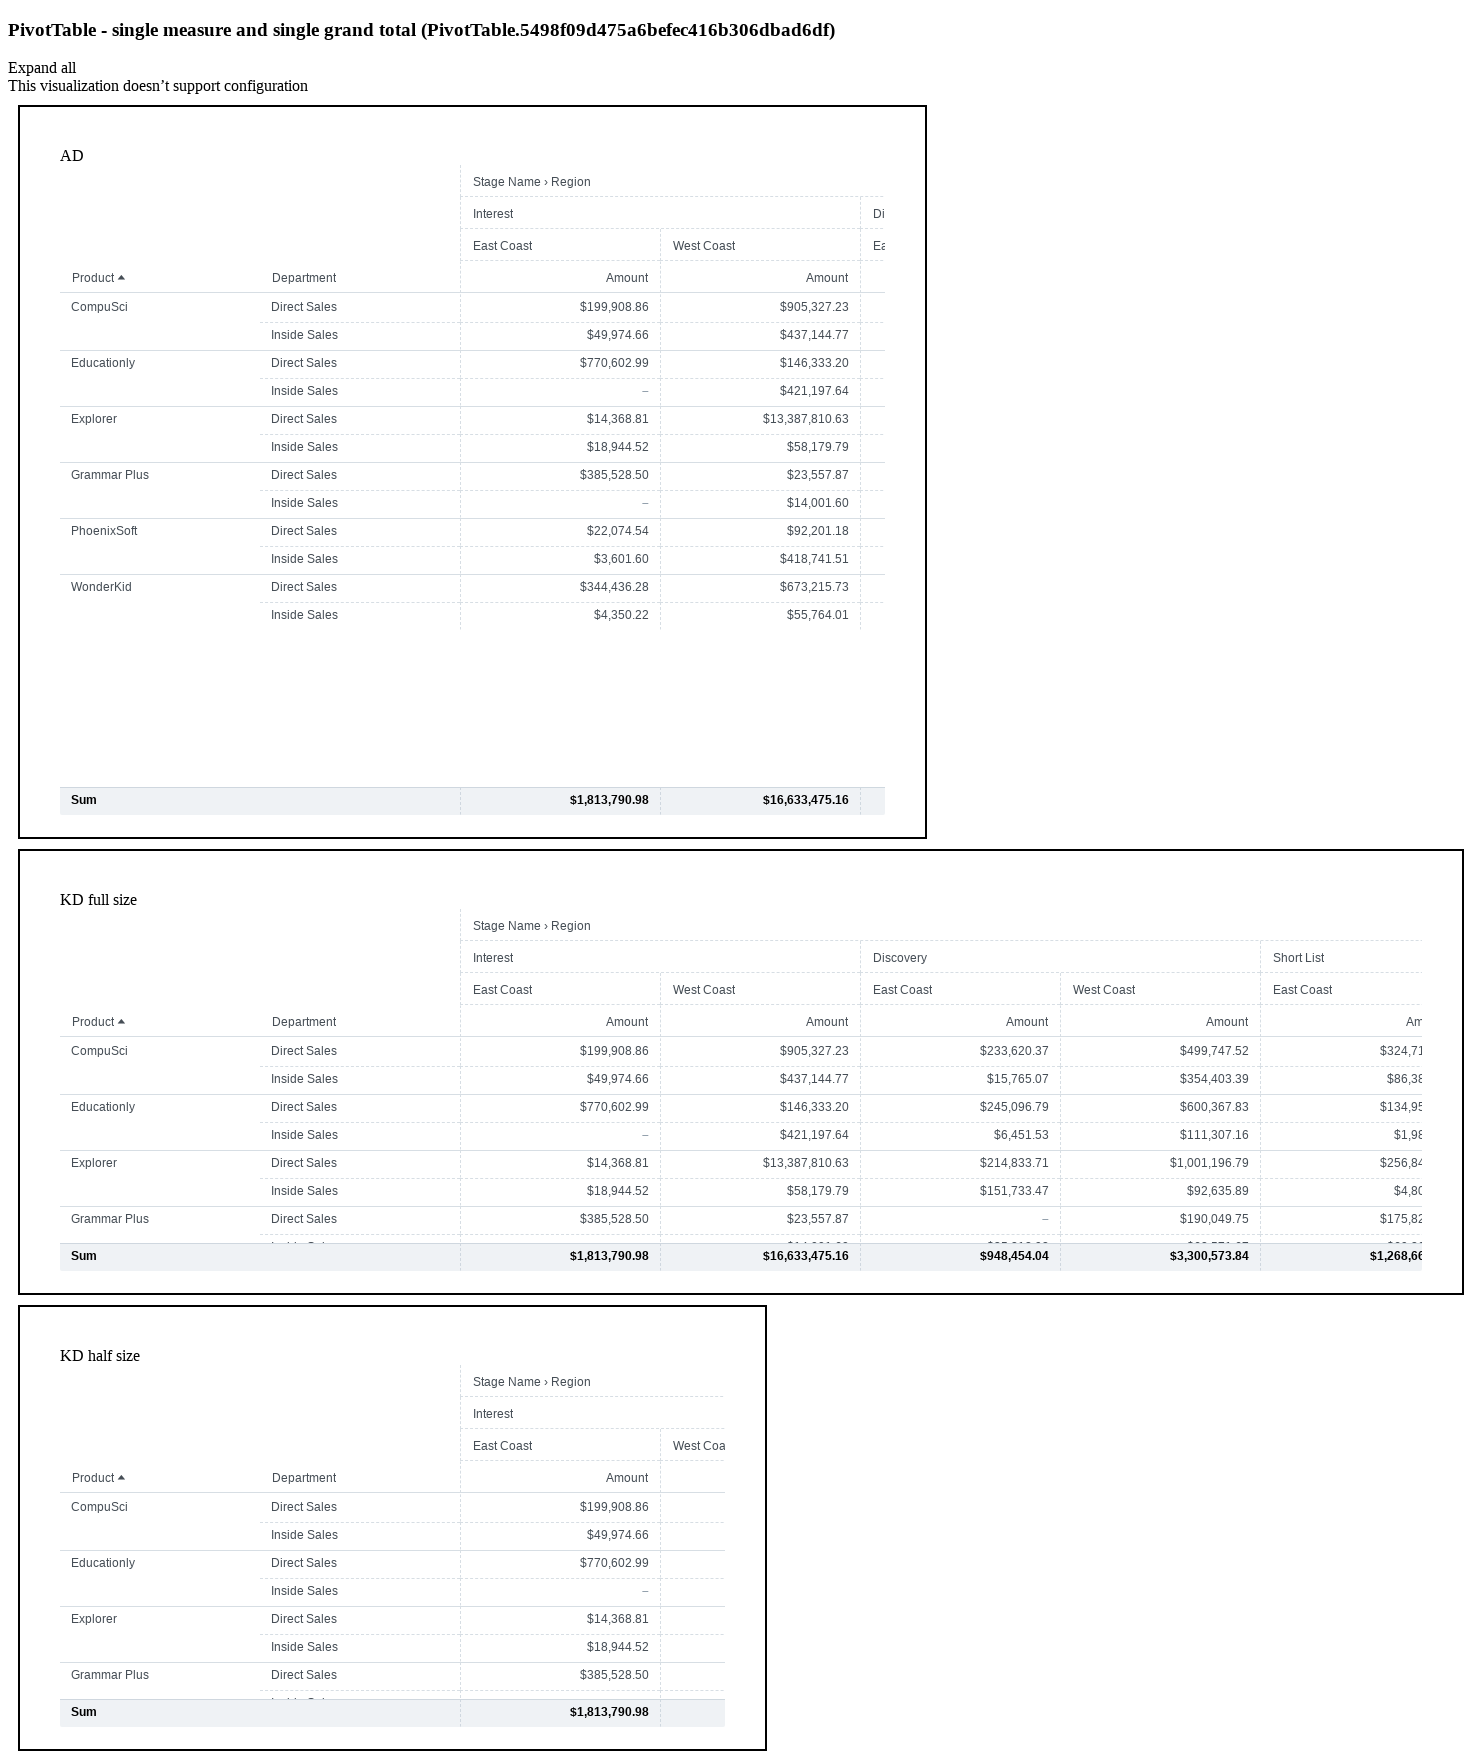 PivotTable - single measure and single grand total (PivotTable.5498f09d475a6befec416b306dbad6df)
Expand all
This visualization doesn’t support configuration
AD
Stage Name › Region
Interest Di
East Coast West Coast Ea
Product Department Amount Amount
CompuSci Direct Sales $199,908.86 $905,327.23
Inside Sales $49,974.66 $437,144.77
Educationly Direct Sales $770,602.99 $146,333.20
Inside Sales – $421,197.64
Explorer Direct Sales $14,368.81 $13,387,810.63
Inside Sales $18,944.52 $58,179.79
Grammar Plus Direct Sales $385,528.50 $23,557.87
Inside Sales – $14,001.60
PhoenixSoft Direct Sales $22,074.54 $92,201.18
Inside Sales $3,601.60 $418,741.51
WonderKid Direct Sales $344,436.28 $673,215.73
Inside Sales $4,350.22 $55,764.01
Sum $1,813,790.98 $16,633,475.16
KD full size
Stage Name › Region
Interest Discovery Short List
East Coast West Coast East Coast West Coast East Coast
Product Department Amount Amount Amount Amount Am
CompuSci Direct Sales $199,908.86 $905,327.23 $233,620.37 $499,747.52 $324,71
Inside Sales $49,974.66 $437,144.77 $15,765.07 $354,403.39 $86,38
Educationly Direct Sales $770,602.99 $146,333.20 $245,096.79 $600,367.83 $134,95
Inside Sales – $421,197.64 $6,451.53 $111,307.16 $1,98
Explorer Direct Sales $14,368.81 $13,387,810.63 $214,833.71 $1,001,196.79 $256,84
Inside Sales $18,944.52 $58,179.79 $151,733.47 $92,635.89 $4,80
Grammar Plus Direct Sales $385,528.50 $23,557.87 – $190,049.75 $175,82
Sum $1,813,790.98 $16,633,475.16 $948,454.04 $3,300,573.84 $1,268,66
KD half size
Stage Name › Region
Interest
East Coast West Coa
Product Department Amount
CompuSci Direct Sales $199,908.86
Inside Sales $49,974.66
Educationly Direct Sales $770,602.99
Inside Sales –
Explorer Direct Sales $14,368.81
Inside Sales $18,944.52
Grammar Plus Direct Sales $385,528.50
Sum $1,813,790.98